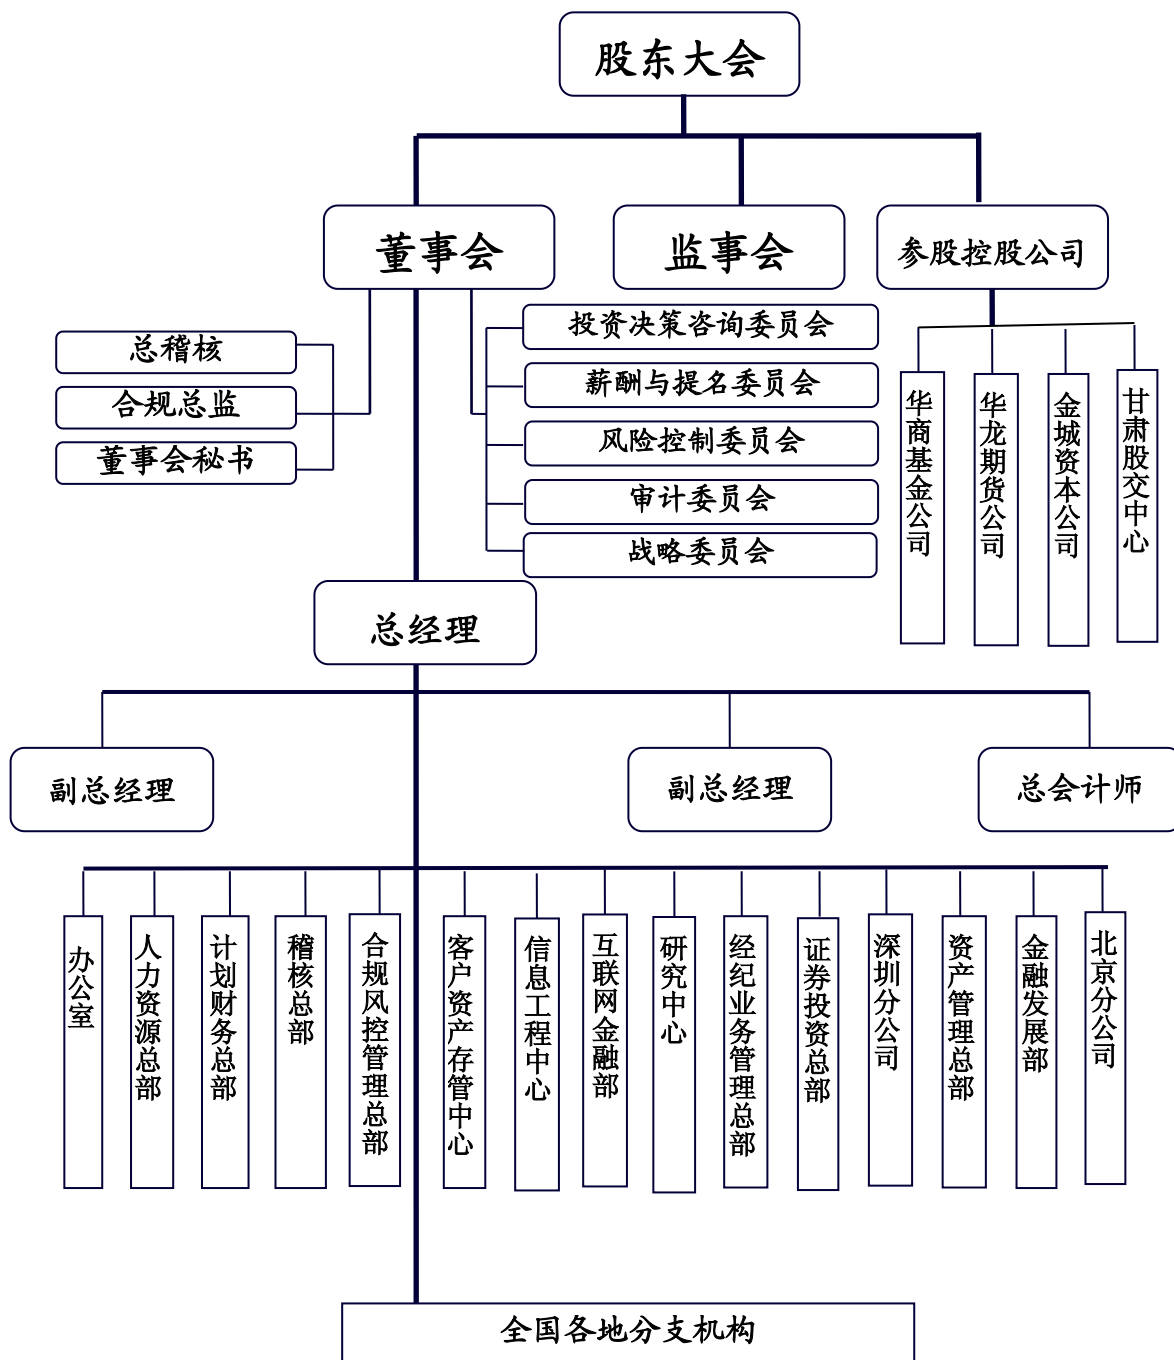 股东大会
董事会
监事会
参股控股公司
总稽核
合规总监
董事会秘书
投资决策咨询委员会
薪酬与提名委员会
风险控制委员会
审计委员会
战略委员会
华商基金公司
华龙期货公司
金城资本公司
甘肃股交中心
总经理
副总经理
副总经理
总会计师
办公室
人力资源总部
计划财务总部
稽核总部
合规风控管理总部
客户资产存管中心
信息工程中心
互联网金融部
研究中心
经纪业务管理总部
证券投资总部
深圳分公司
资产管理总部
金融发展部
北京分公司
全国各地分支机构